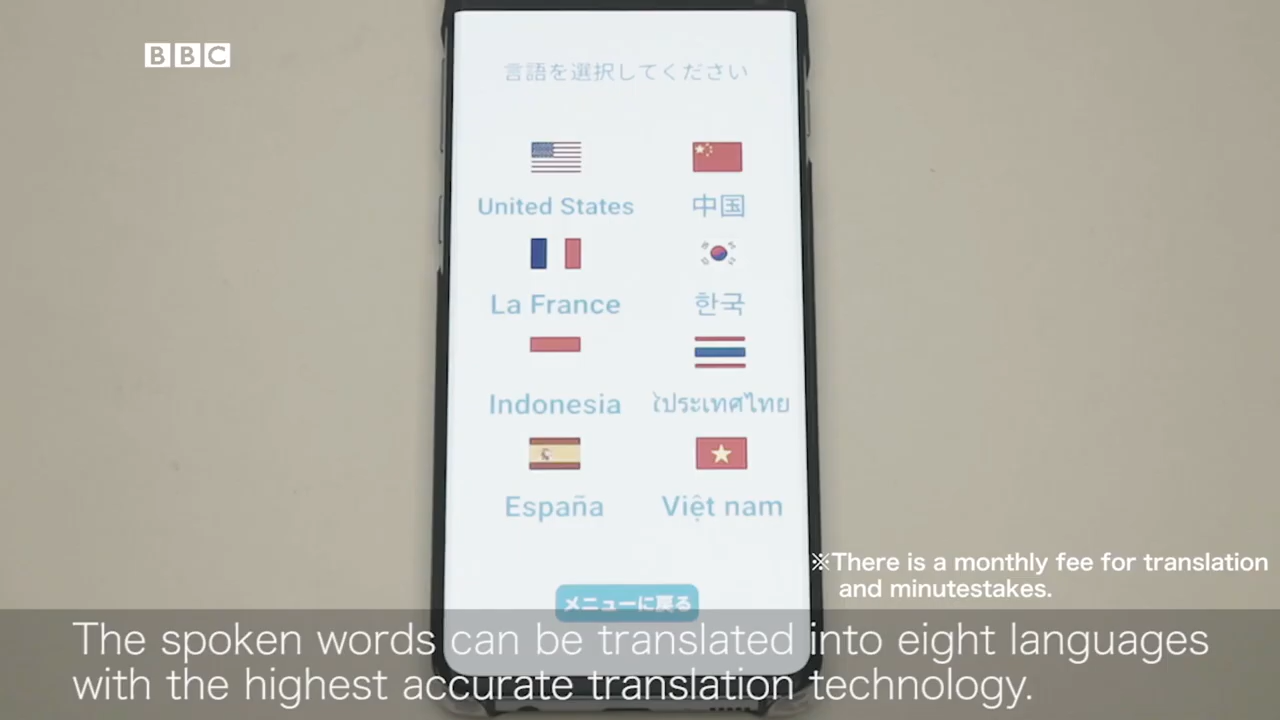 BBC
言語を選択してください
United States
中国
La France
한국
Indonesia
ประเทศไทย
España
Việt nam
※There is a monthly fee for translation
and minutestakes.
メニューに戻る
The spoken words can be translated into eight languages
with the highest accurate translation technology.